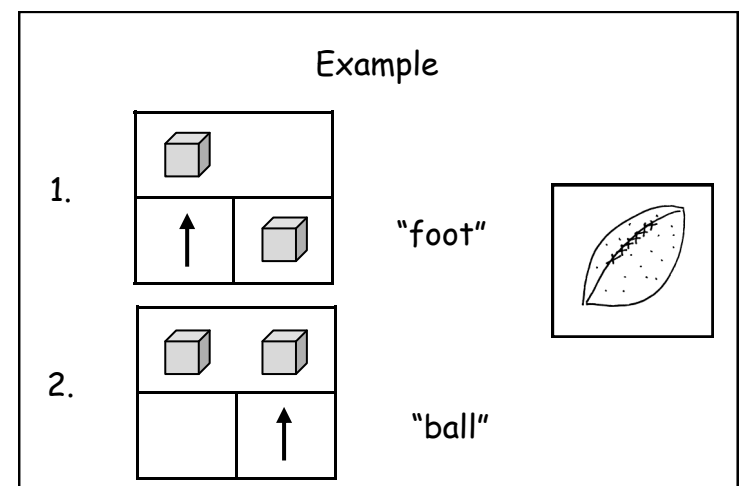 Example
1.
“foot”
2.
“ball”